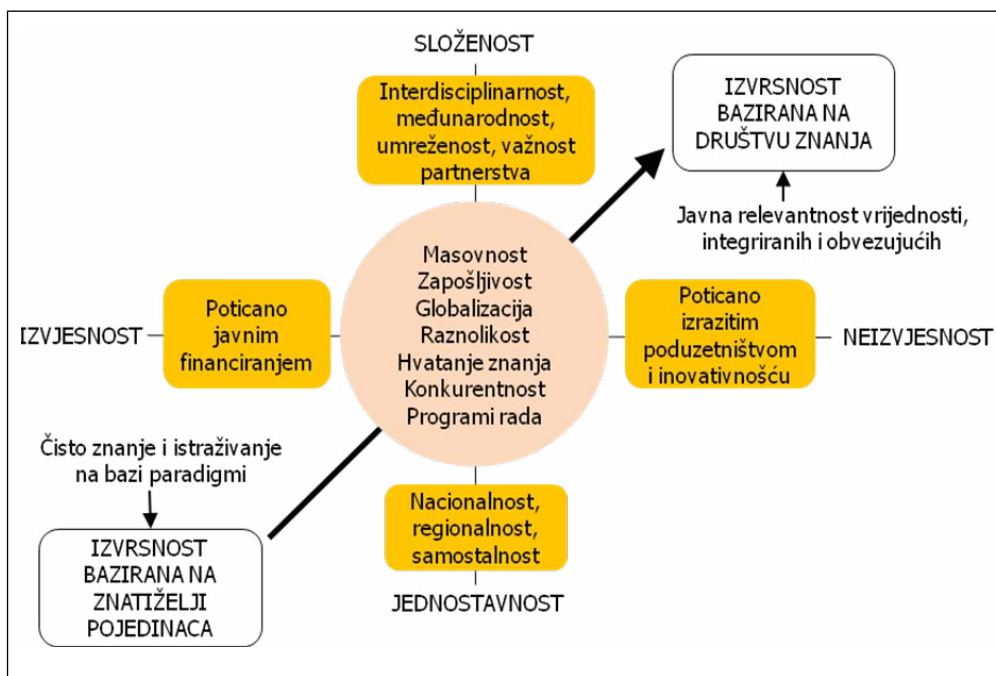 SLOŽENOST
Interdisciplinarnost,
međunarodnost,
umreženost, važnost
partnerstva
IZVRSNOST
BAZIRANA NA
DRUŠTVU ZNANJA
Javna relevantnost vrijednosti,
integriranih i obvezujućih
Masovnost
Zapošljivost
Globalizacija
Raznolikost
Hvatanje znanja
Konkurentnost
Programi rada
IZVJESNOST
Poticano
javnim
financiranjem
Poticano
izrazitim
poduzetništvom
i inovativnošću
NEIZVJESNOST
Čisto znanje i istraživanje
na bazi paradigmi
IZVRSNOST
BAZIRANA NA
ZNATIŽELJI
POJEDINACA
Nacionalnost,
regionalnost,
samostalnost
JEDNOSTAVNOST